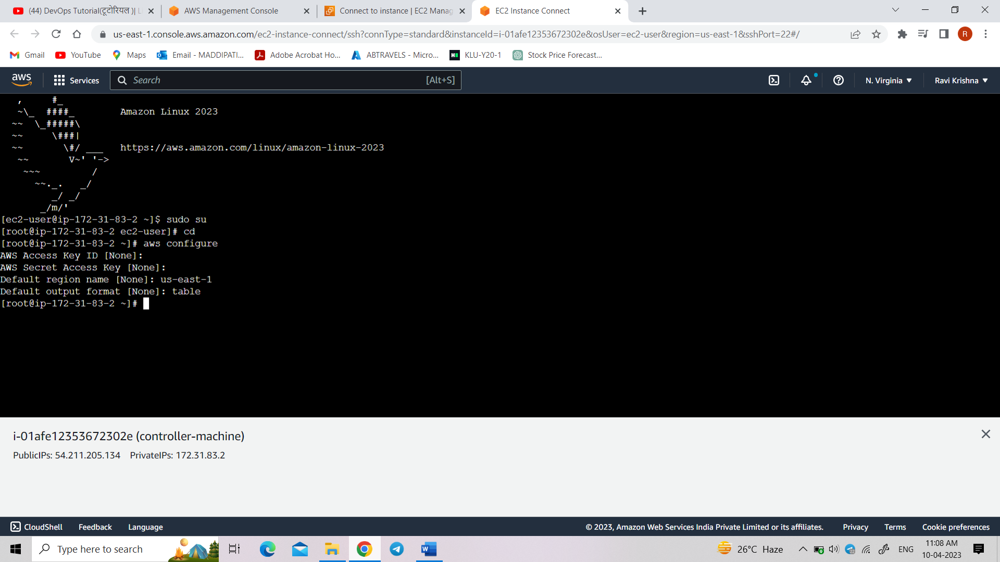 (44) DevOps Tutorial(टूटोरियल )| L
AWS Management Console
Connect to instance | EC2 Manag
EC2 Instance Connect
us-east-1.console.aws.amazon.com/ec2-instance-connect/ssh?connType=standard&instanceId=i-01afe12353672302e&osUser=ec2-user&region=us-east-1&sshPort=22#/
R
Gmail
YouTube
Maps
Email - MADDIPATI...
Adobe Acrobat Ho...
ABTRAVELS - Micro...
KLU-Y20-1
Stock Price Forecast...
aws
Services
Search
[Alt+S]
N. Virginia
Ravi Krishna
   ,     #_
   ~\_  ####_        Amazon Linux 2023
  ~~  \_#####\
  ~~     \###|
  ~~       \#/ ___   https://aws.amazon.com/linux/amazon-linux-2023
   ~~       V~' '->
    ~~~         /
      ~~._.   _/
         _/ _/
       _/m/'
[ec2-user@ip-172-31-83-2 ~]$ sudo su
[root@ip-172-31-83-2 ec2-user]# cd
[root@ip-172-31-83-2 ~]# aws configure
AWS Access Key ID [None]:
AWS Secret Access Key [None]:
Default region name [None]: us-east-1
Default output format [None]: table
[root@ip-172-31-83-2 ~]#
i-01afe12353672302e (controller-machine)
PublicIPs: 54.211.205.134 PrivateIPs: 172.31.83.2
CloudShell
Feedback
Language
© 2023, Amazon Web Services India Private Limited or its affiliates.
Privacy
Terms
Cookie preferences
Type here to search
26°C Haze
ENG
11:08 AM
10-04-2023